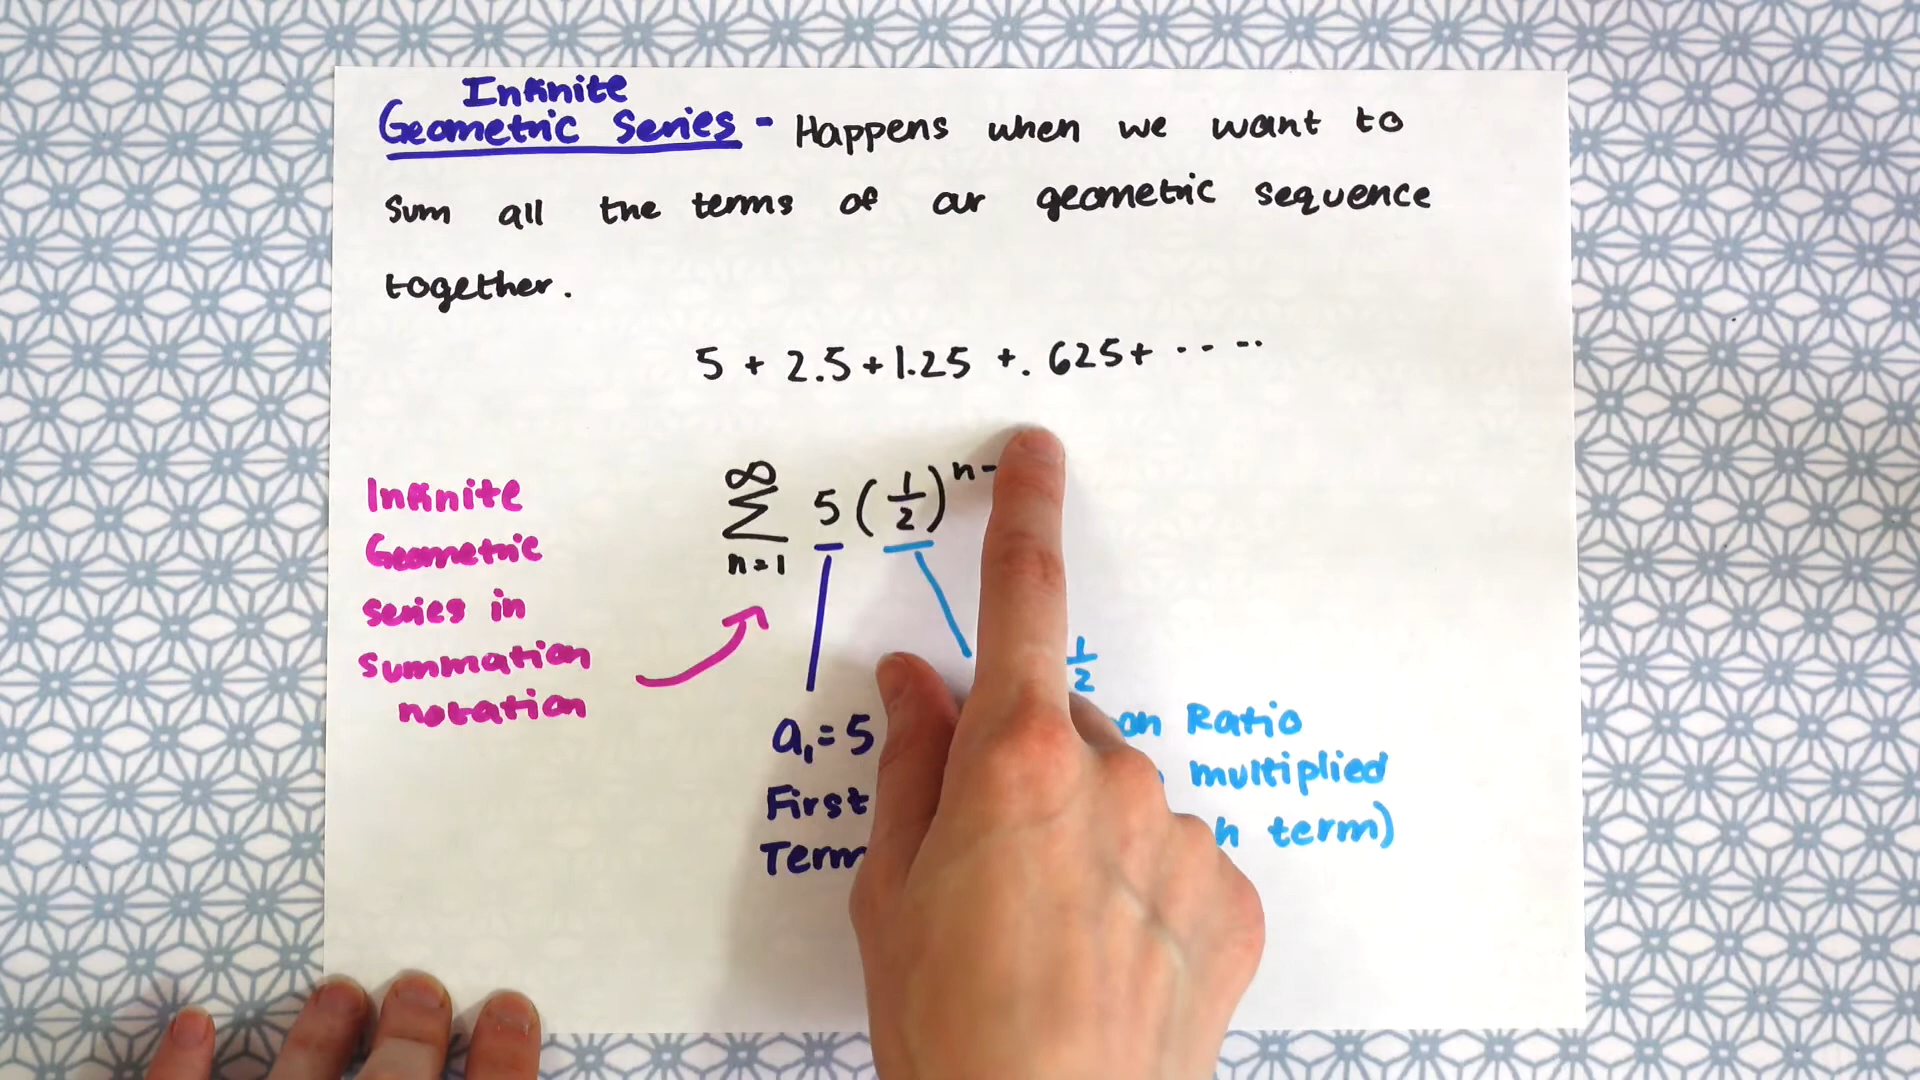 Infinite
Geometric Series - Happens when we want to
sum all the terms of our geometric sequence
together.
5 + 2.5 + 1.25 + .625 + .....
Infinite
Geometric
series in
summation
notation
∞
∑ 5(1/2)^n-
n=1
1/2
a₁=5
First
Term
Ratio
multiplied
term)